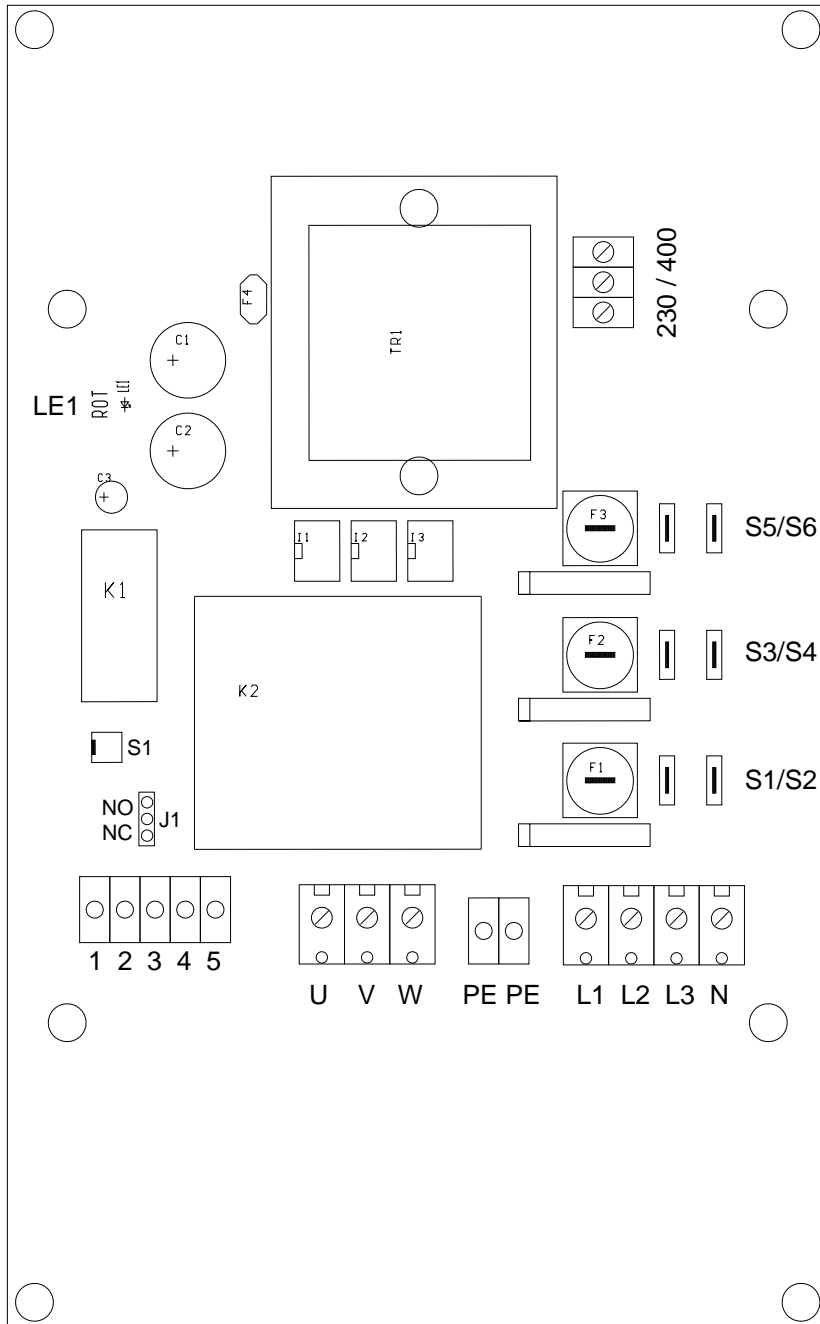 230 / 400
F4
TR1
C1
LE1 ROT LE1
C2
C3
F3
S5/S6
I1 I2 I3
K1
F2
S3/S4
K2
S1
F1
S1/S2
NO
J1
NC
1 2 3 4 5
U V W PE PE L1 L2 L3 N